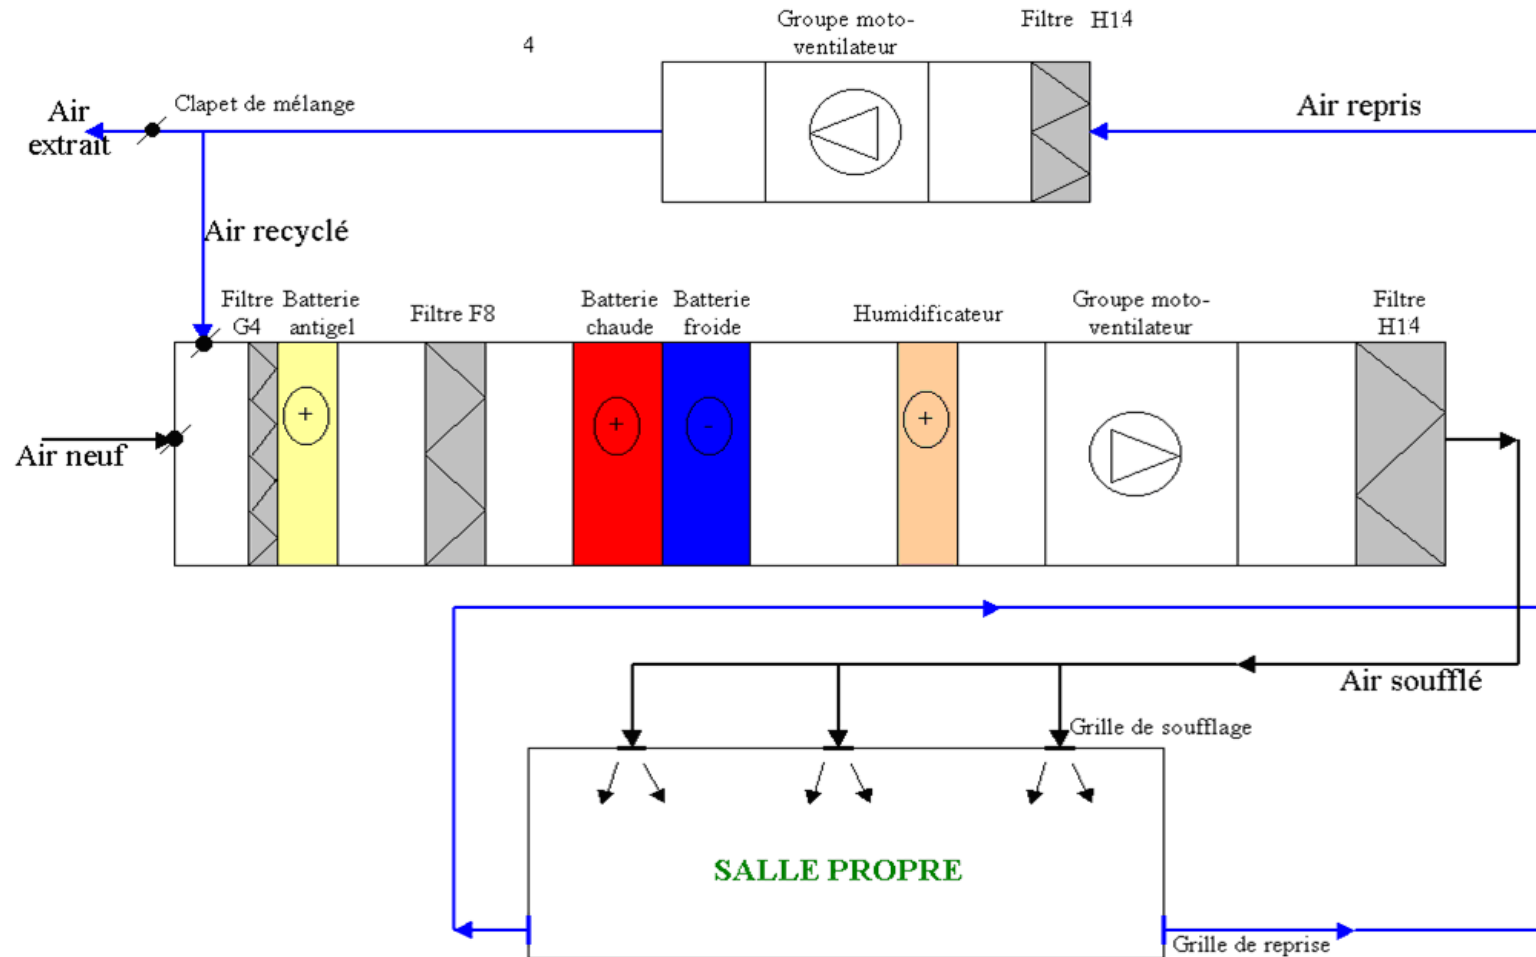 Groupe moto-
ventilateur
Filtre H14
4
Clapet de mélange
Air
extrait
Air repris
Air recyclé
Filtre
G4
Batterie
antigel
Filtre F8
Batterie
chaude
Batterie
froide
Humidificateur
Groupe moto-
ventilateur
Filtre
H14
+
+
-
+
Air neuf
Air soufflé
Grille de soufflage
SALLE PROPRE
Grille de reprise